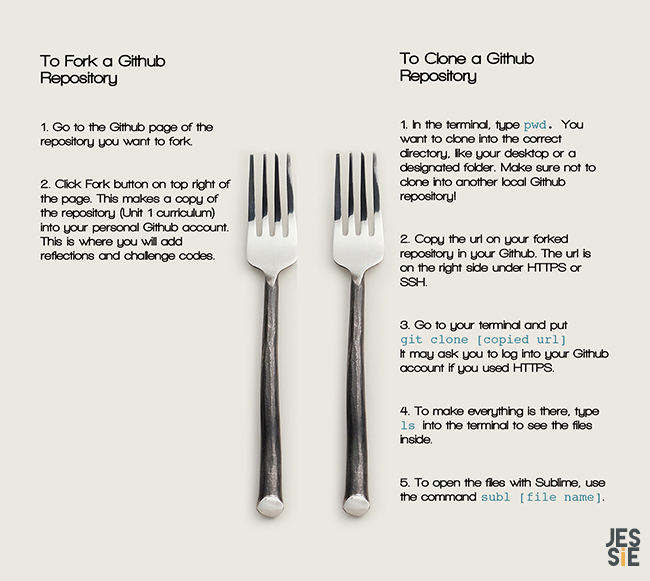 To Fork a Github
Repository
1. Go to the Github page of the
repository you want to fork.
2. Click Fork button on top right of
the page. This makes a copy of
the repository (Unit 1 curriculum)
into your personal Github account.
This is where you will add
reflections and challenge codes.
To Clone a Github
Repository
1. In the terminal, type pwd. You
want to clone into the correct
directory, like your desktop or a
designated folder. Make sure not to
clone into another local Github
repository!
2. Copy the url on your forked
repository in your Github. The url is
on the right side under HTTPS or
SSH.
3. Go to your terminal and put
git clone [copied url]
It may ask you to log into your Github
account if you used HTTPS.
4. To make everything is there, type
ls into the terminal to see the files
inside.
5. To open the files with Sublime, use
the command subl [file name].
JES
SiE